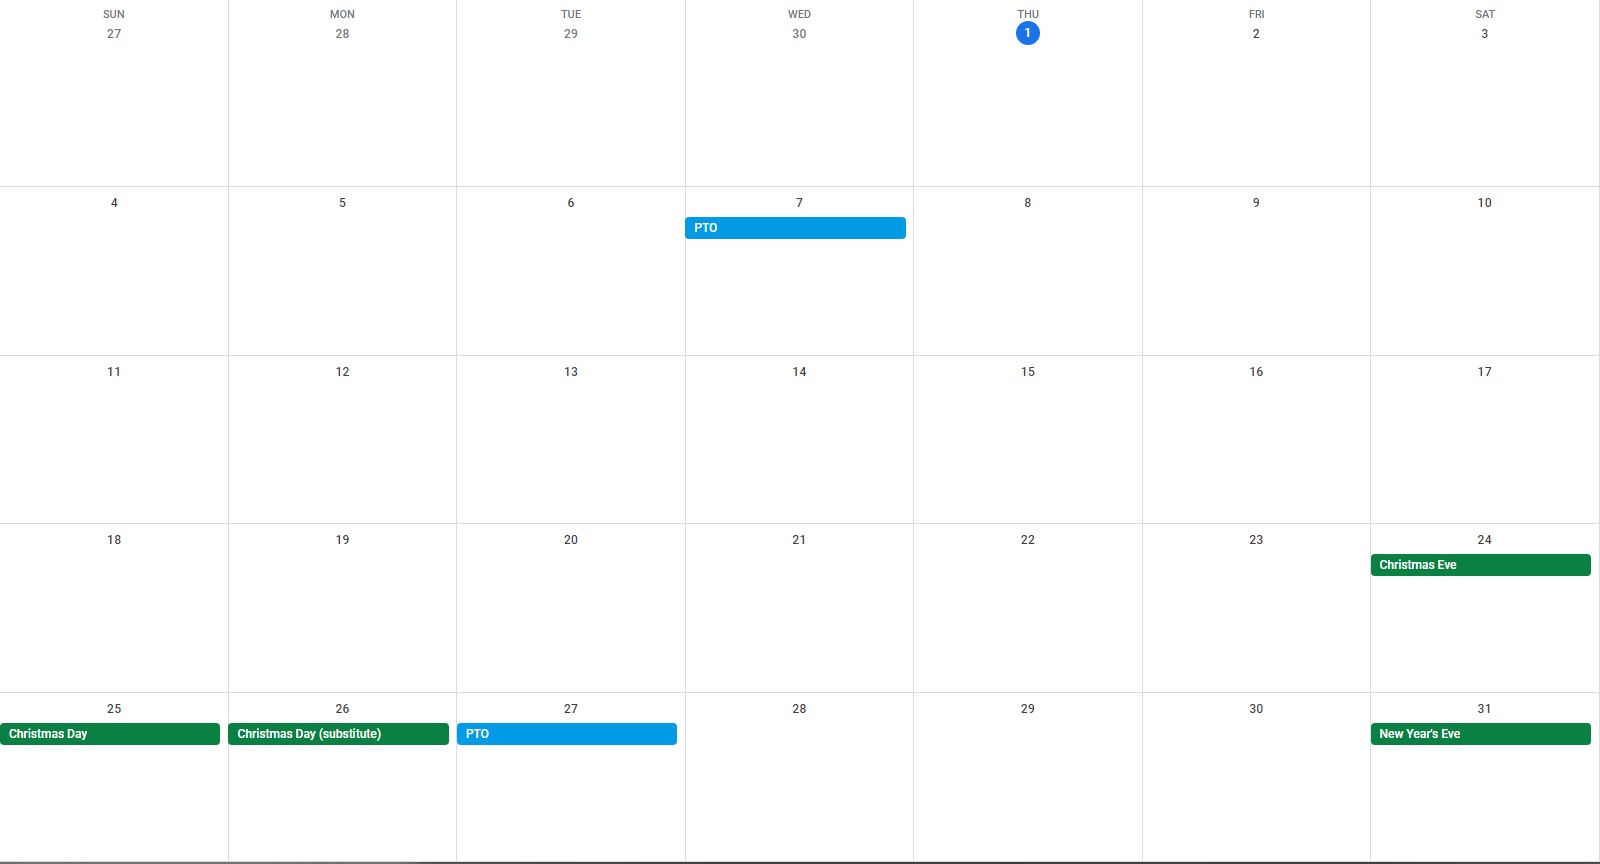 SUN MON TUE WED THU FRI SAT
27 28 29 30 1 2 3
4 5 6 7 8 9 10
PTO
11 12 13 14 15 16 17
18 19 20 21 22 23 24
Christmas Eve
25 26 27 28 29 30 31
Christmas Day Christmas Day (substitute) PTO New Year's Eve